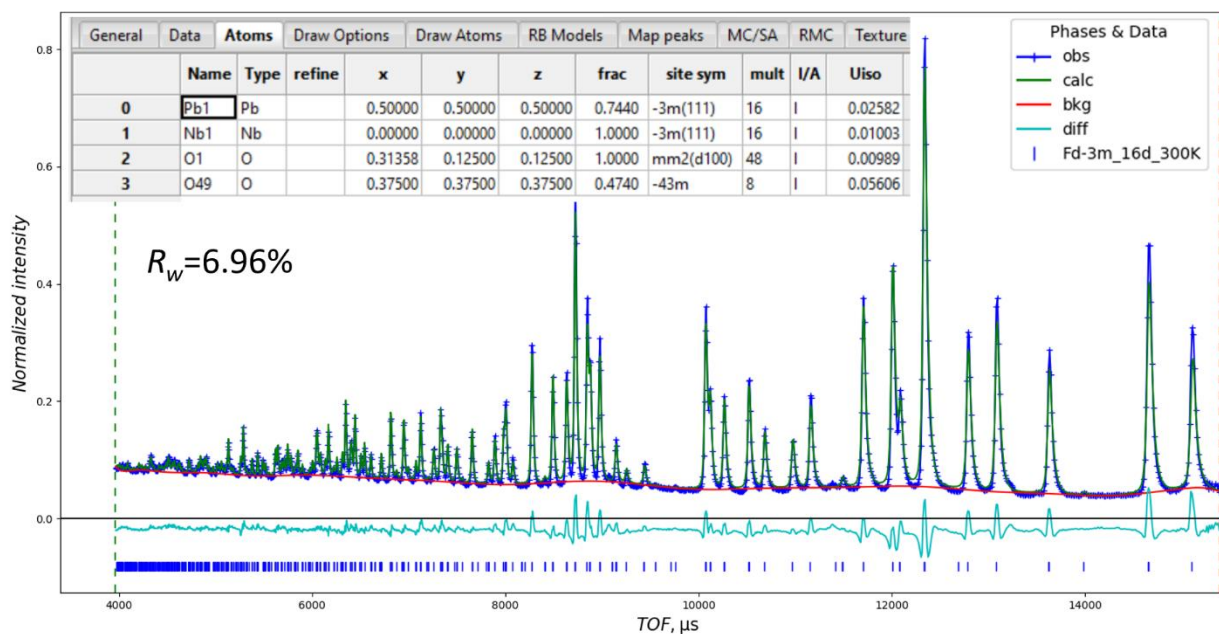 General Data Atoms Draw Options Draw Atoms RB Models Map peaks MC/SA RMC Texture
Name Type refine x y z frac site sym mult I/A Uiso
0 Pb1 Pb 0.50000 0.50000 0.50000 0.7440 -3m(111) 16 I 0.02582
1 Nb1 Nb 0.00000 0.00000 0.00000 1.0000 -3m(111) 16 I 0.01003
2 O1 O 0.31358 0.12500 0.12500 1.0000 mm2(d100) 48 I 0.00989
3 O49 O 0.37500 0.37500 0.37500 0.4740 -43m 8 I 0.05606
Phases & Data
obs
calc
bkg
diff
Fd-3m_16d_300K
R_w=6.96%
Normalized intensity
0.8
0.6
0.4
0.2
0.0
4000 6000 8000 10000 12000 14000
TOF, μs